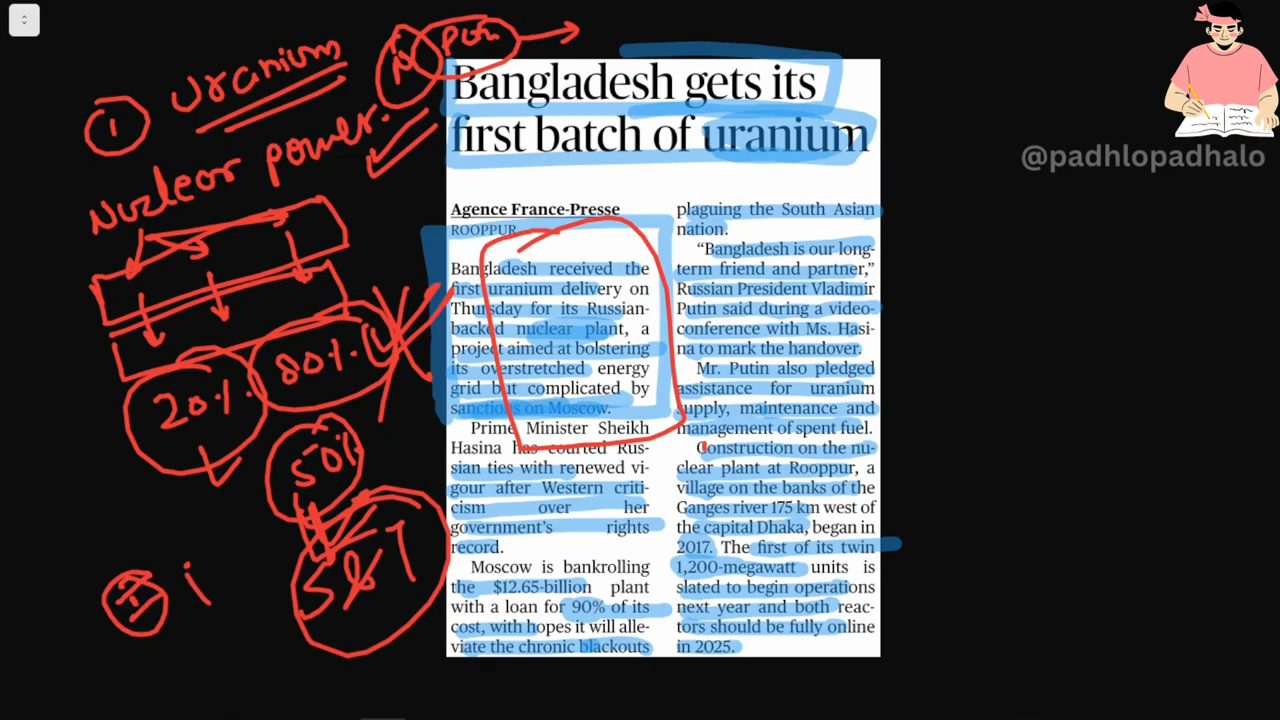 ① Uranium
Nuclear power.
N Putin
20%.
80%.
50%
S&T
Bangladesh gets its
first batch of uranium
@padhlopadhalo
Agence France-Presse
ROOPPUR
Bangladesh received the
first uranium delivery on
Thursday for its Russian-
backed nuclear plant, a
project aimed at bolstering
its overstretched energy
grid but complicated by
sanctions on Moscow.
Prime Minister Sheikh
Hasina has courted Rus-
sian ties with renewed vi-
gour after Western criti-
cism over her
government's rights
record.
Moscow is bankrolling
the $12.65-billion plant
with a loan for 90% of its
cost, with hopes it will alle-
viate the chronic blackouts
plaguing the South Asian
nation.
“Bangladesh is our long-
term friend and partner,”
Russian President Vladimir
Putin said during a video-
conference with Ms. Hasi-
na to mark the handover.
Mr. Putin also pledged
assistance for uranium
supply, maintenance and
management of spent fuel.
Construction on the nu-
clear plant at Rooppur, a
village on the banks of the
Ganges river 175 km west of
the capital Dhaka, began in
2017. The first of its twin
1,200-megawatt units is
slated to begin operations
next year and both reac-
tors should be fully online
in 2025.